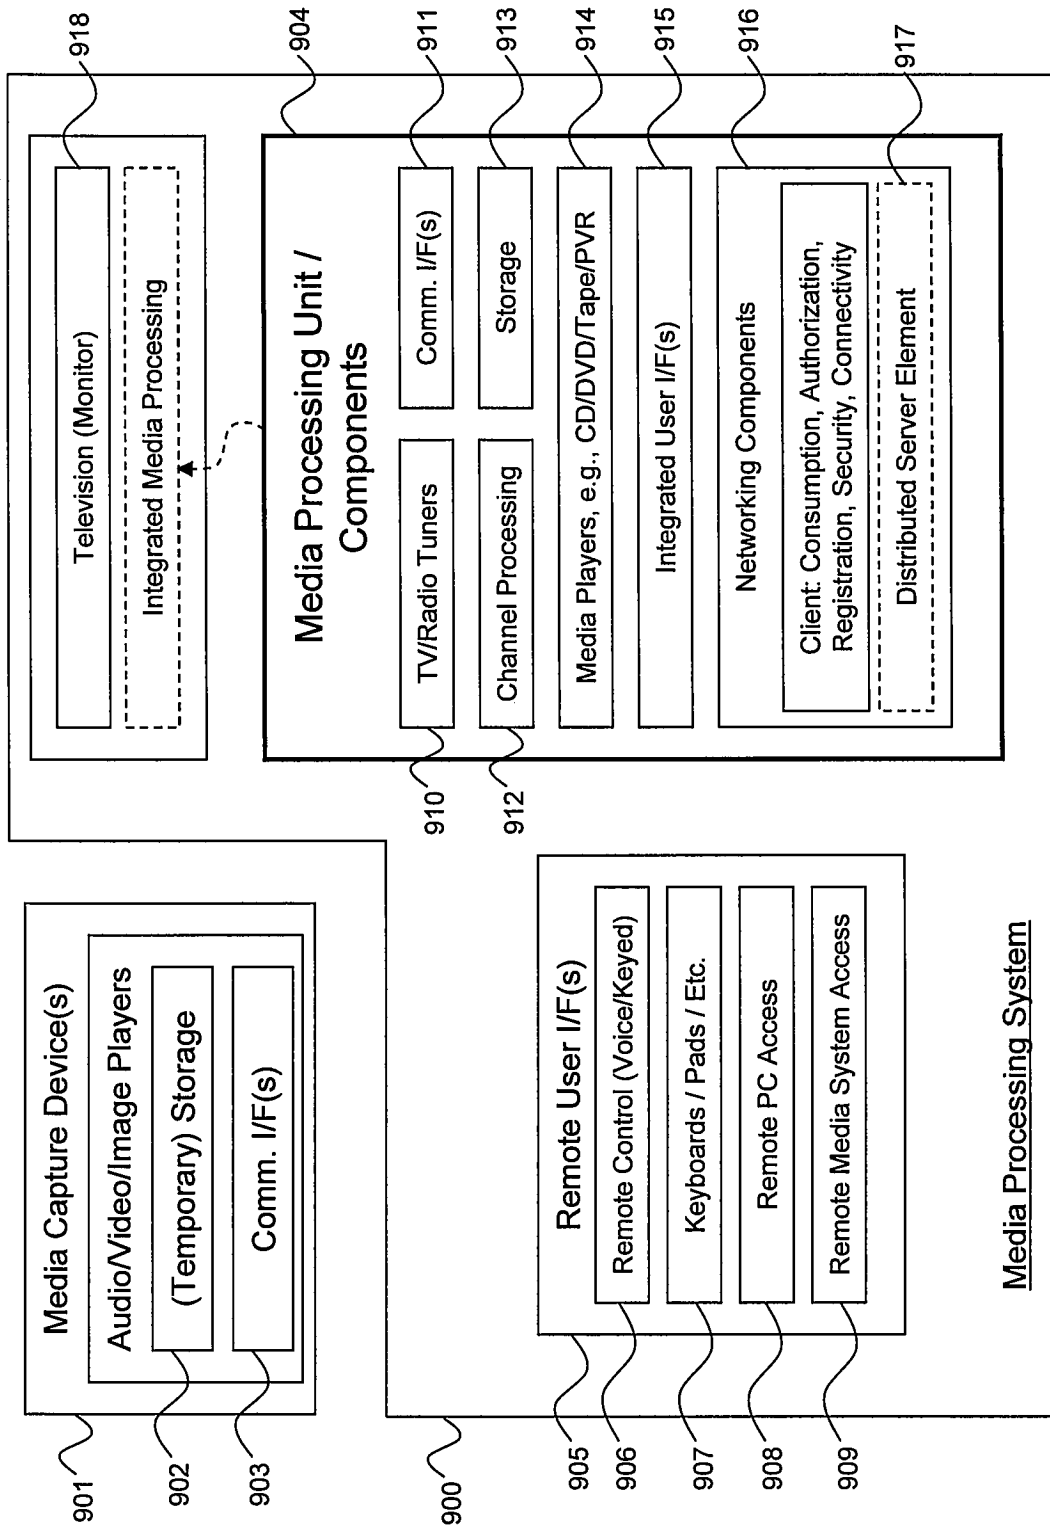 Media Capture Device(s)
Audio/Video/Image Players
(Temporary) Storage
Comm. I/F(s)
901
902
903
900
Remote User I/F(s)
Remote Control (Voice/Keyed)
Keyboards / Pads / Etc.
Remote PC Access
Remote Media System Access
905
906
907
908
909
Media Processing System
Television (Monitor)
Integrated Media Processing
918
Media Processing Unit /
Components
904
TV/Radio Tuners
910
Comm. I/F(s)
911
Channel Processing
912
Storage
913
Media Players, e.g., CD/DVD/Tape/PVR
914
Integrated User I/F(s)
915
Networking Components
916
Client: Consumption, Authorization,
Registration, Security, Connectivity
Distributed Server Element
917